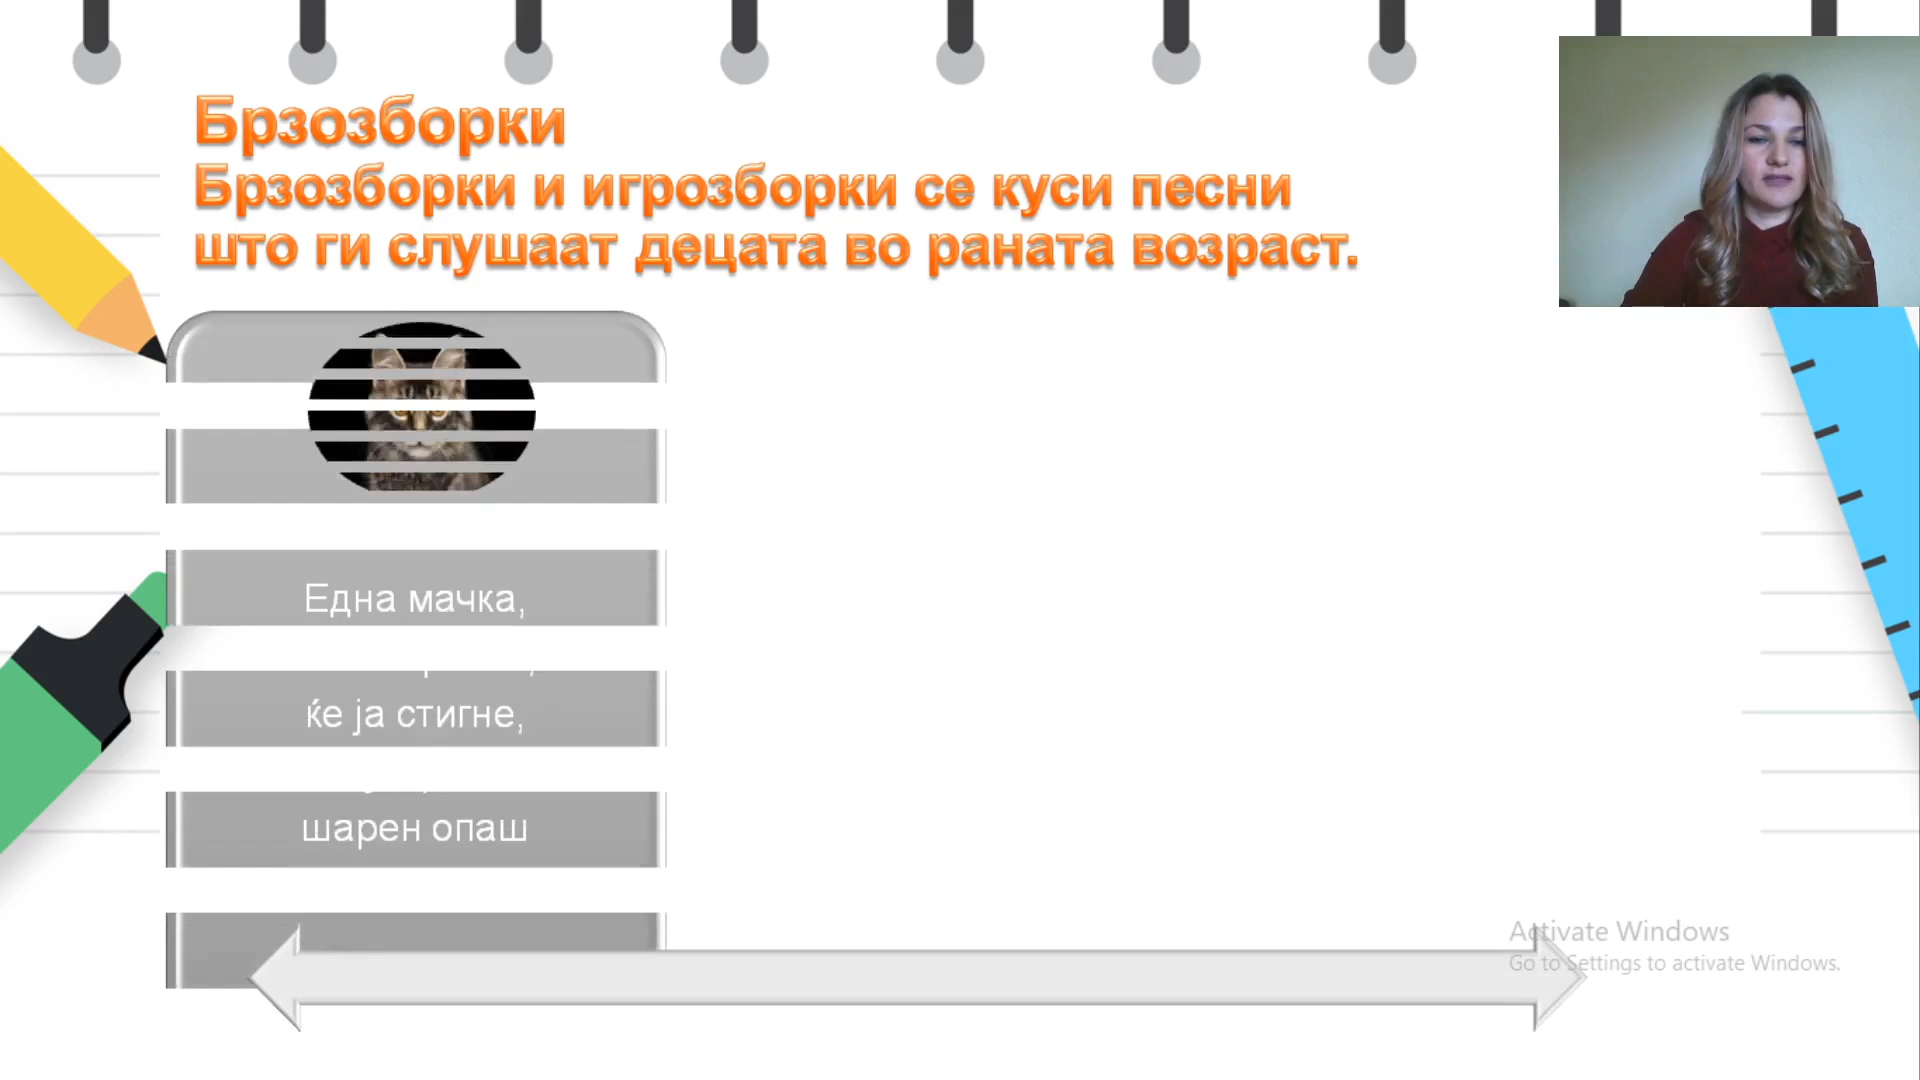 Брзозборки
Брзозборки и игрозборки се куси песни
што ги слушаат децата во раната возраст.
Една мачка,
ќе ја стигне,
шарен опаш
Activate Windows
Go to Settings to activate Windows.